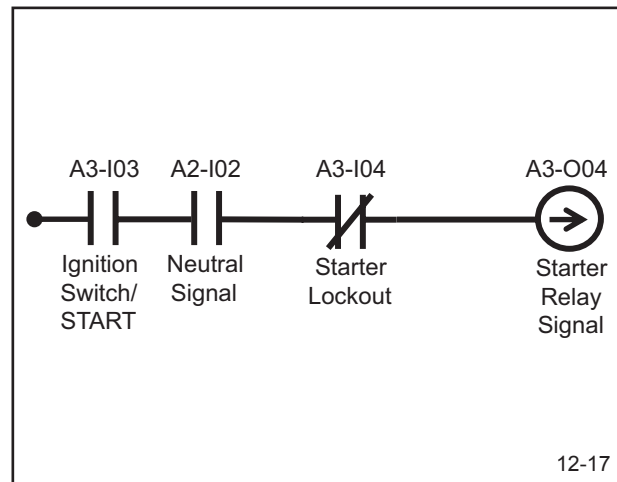 A3-I03 A2-I02 A3-I04 A3-O04
Ignition
Switch/
START
Neutral
Signal
Starter
Lockout
Starter
Relay
Signal
12-17